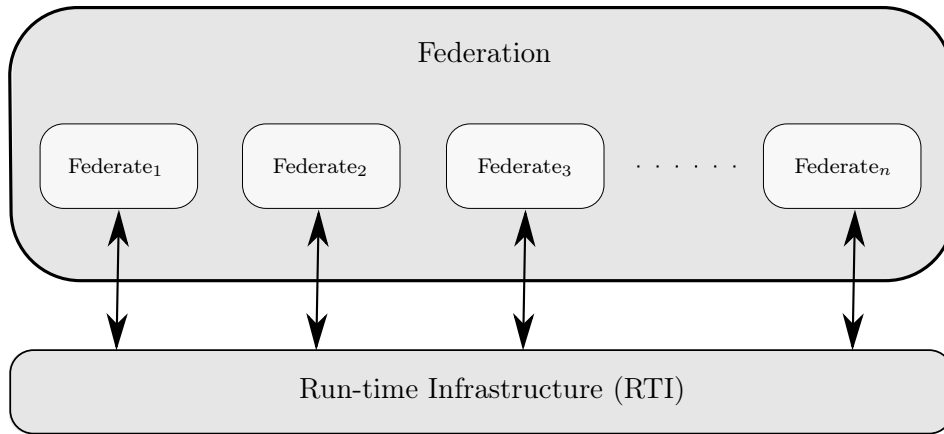 Federation
Federate₁ Federate₂ Federate₃ . . . . . . Federateₙ
Run-time Infrastructure (RTI)